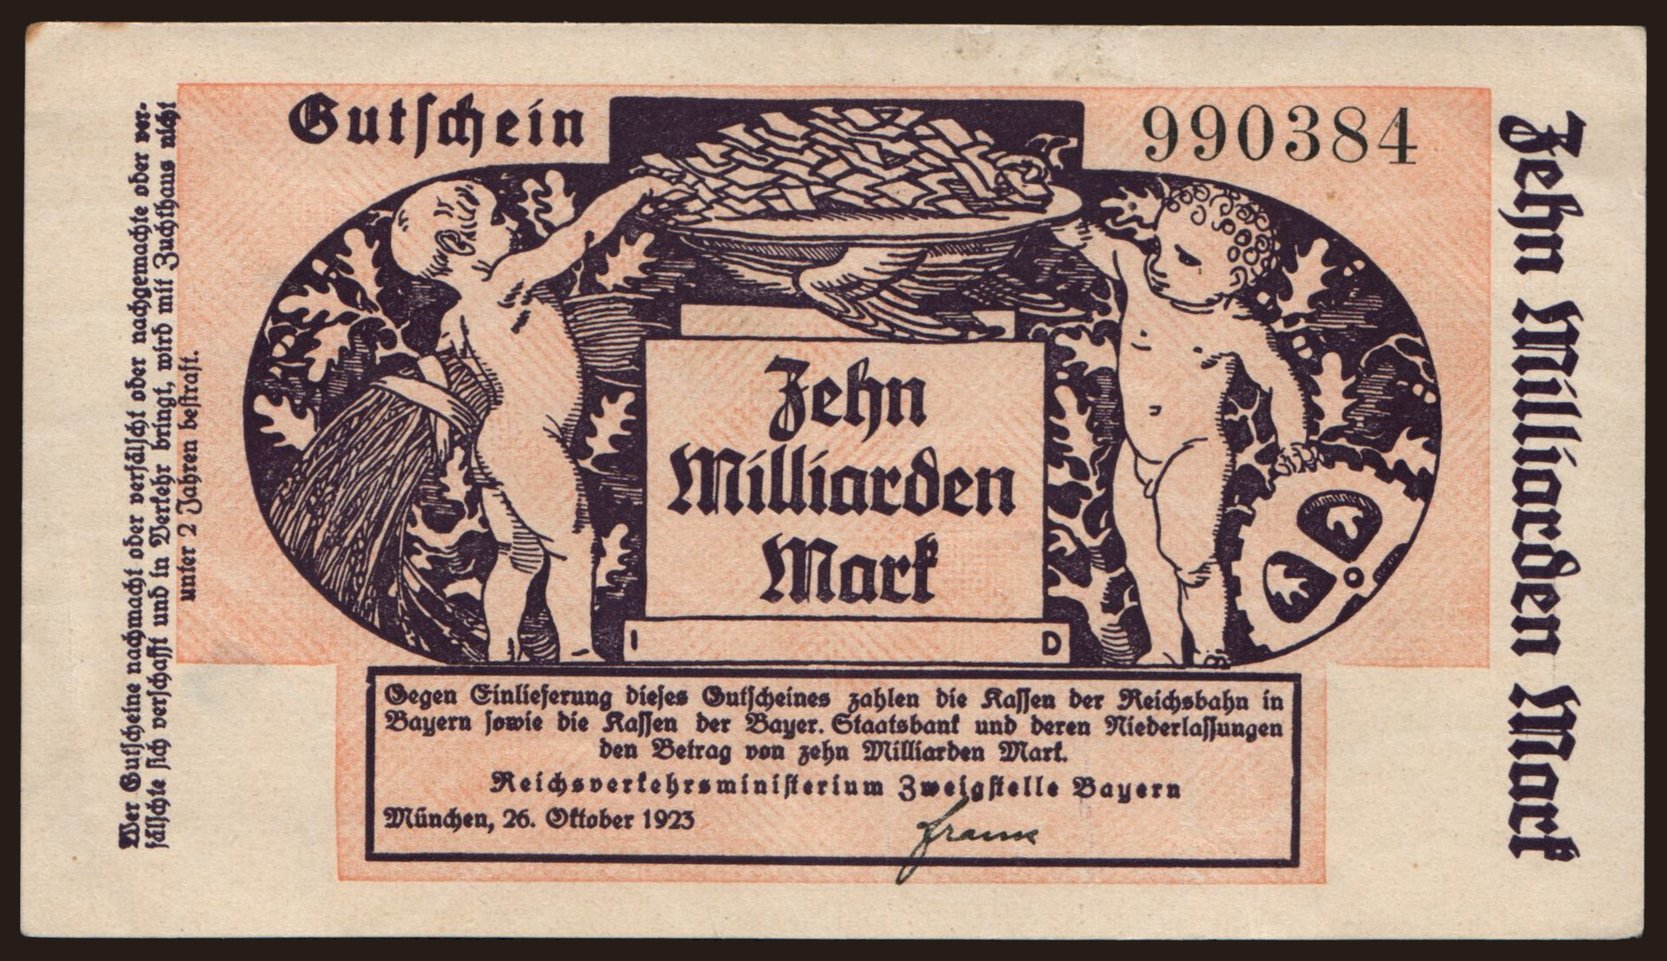 Gutschein
990384
Zehn
Milliarden
Mark
I
D
Gegen Einlieferung dieses Gutscheines zahlen die Kassen der Reichsbahn in
Bayern sowie die Kassen der Bayer. Staatsbank und deren Niederlassungen
den Betrag von zehn Milliarden Mark.
Reichsverkehrsministerium Zweigstelle Bayern
München, 26. Oktober 1923
Wer Gutscheine nachmacht oder verfälscht oder nachgemachte oder ver-
fälschte sich verschafft und in Verkehr bringt, wird mit Zuchthaus nicht
unter 2 Jahren bestraft.
Zehn Milliarden Mark